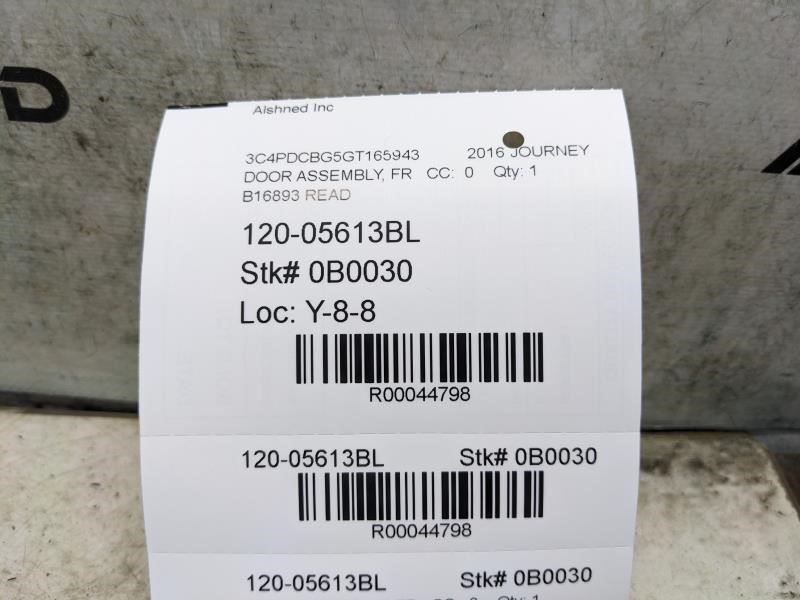 Alshned Inc
3C4PDCBG5GT165943 2016 JOURNEY
DOOR ASSEMBLY, FR CC: 0 Qty: 1
B16893 READ
120-05613BL
Stk# 0B0030
Loc: Y-8-8
R00044798
120-05613BL Stk# 0B0030
R00044798
120-05613BL Stk# 0B0030